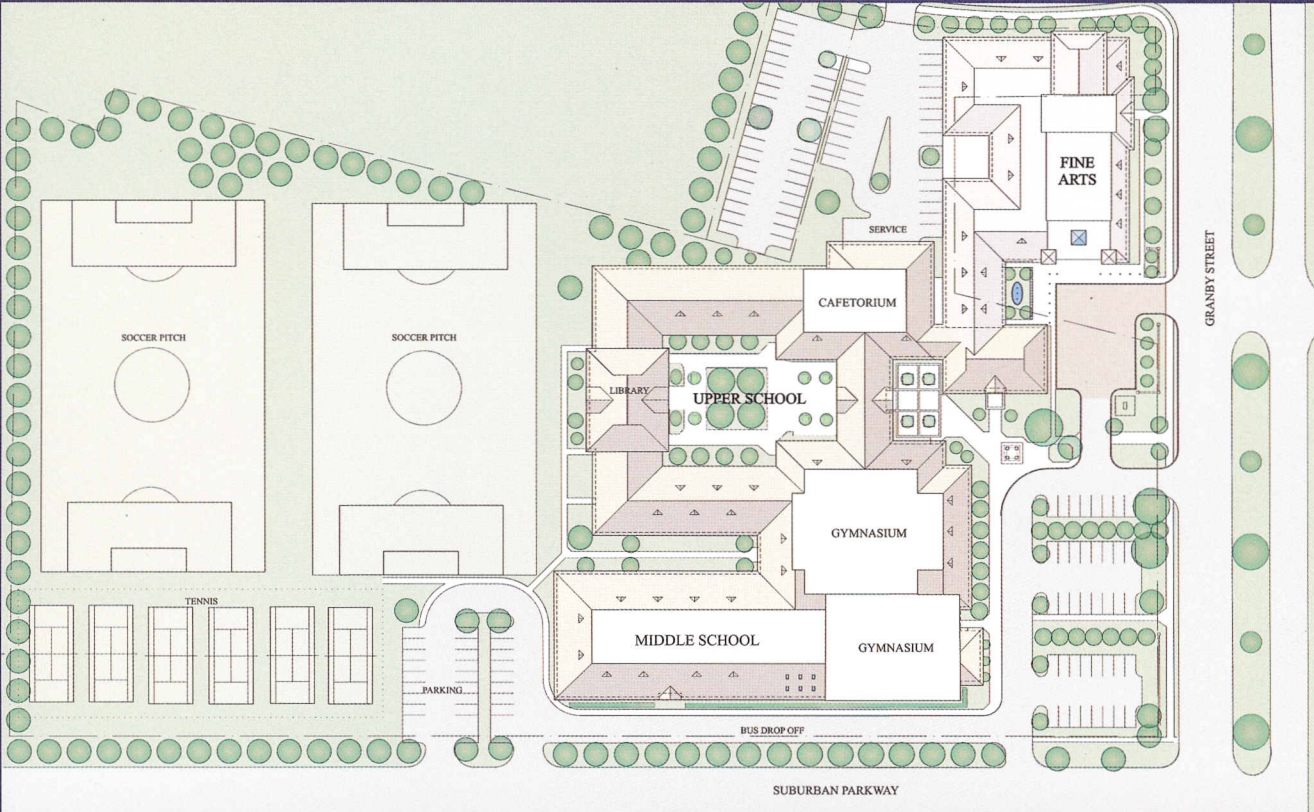 FINE
ARTS
SERVICE
GRANBY STREET
CAFETORIUM
SOCCER PITCH
SOCCER PITCH
LIBRARY
UPPER SCHOOL
GYMNASIUM
TENNIS
MIDDLE SCHOOL
GYMNASIUM
PARKING
BUS DROP OFF
SUBURBAN PARKWAY